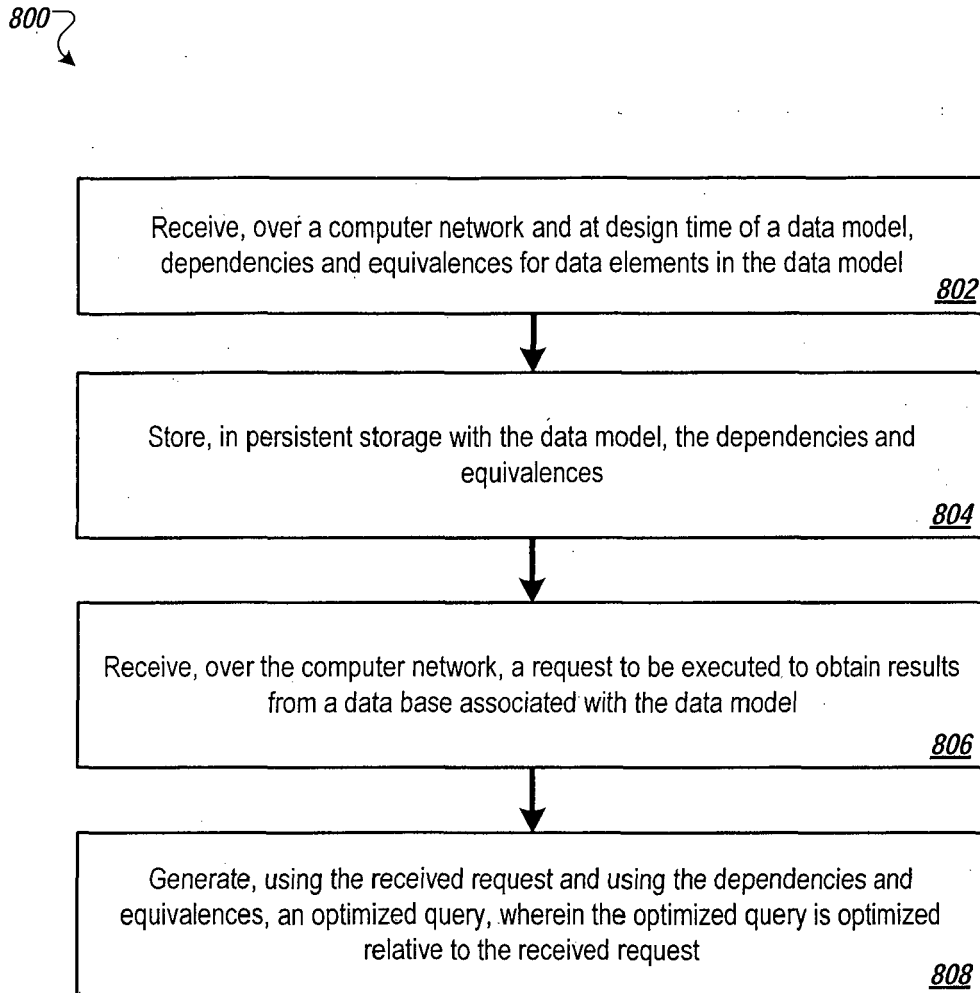 800
Receive, over a computer network and at design time of a data model,
dependencies and equivalences for data elements in the data model
802
Store, in persistent storage with the data model, the dependencies and
equivalences
804
Receive, over the computer network, a request to be executed to obtain results
from a data base associated with the data model
806
Generate, using the received request and using the dependencies and
equivalences, an optimized query, wherein the optimized query is optimized
relative to the received request
808